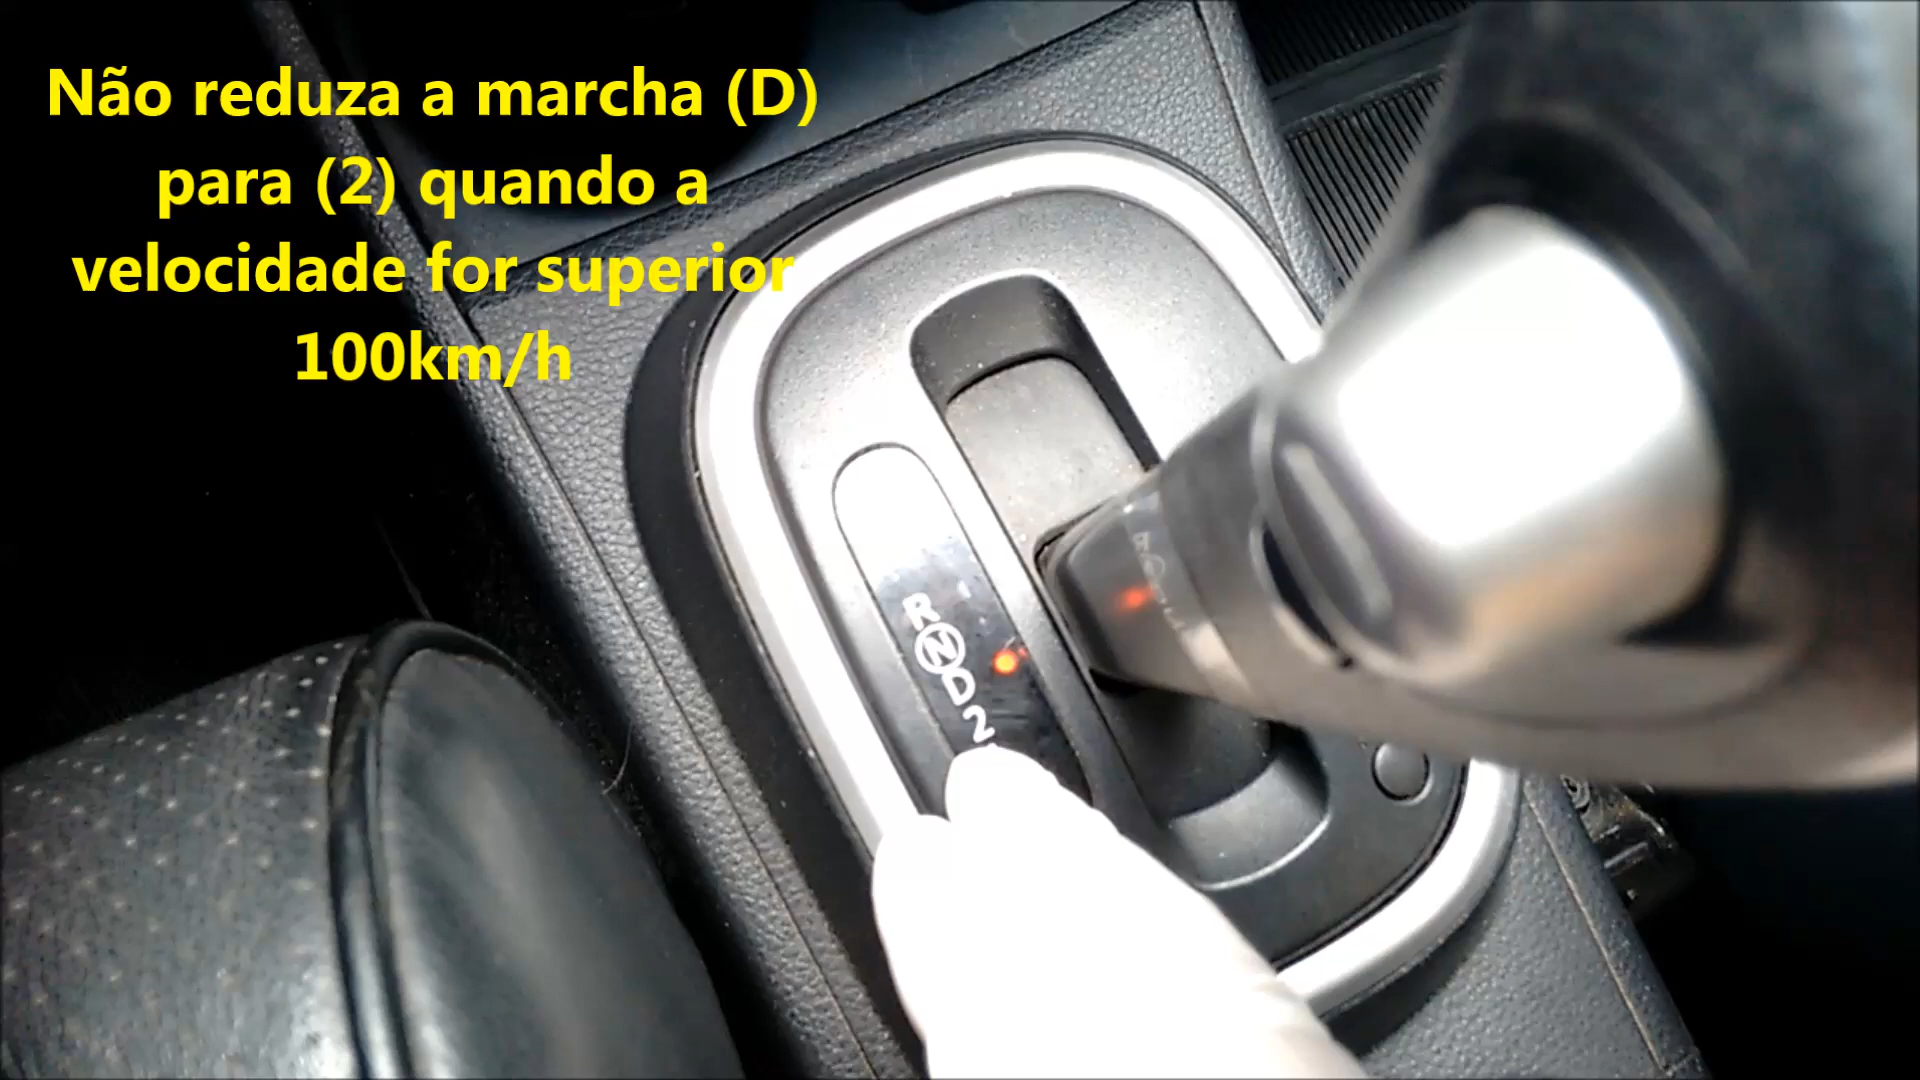 Não reduza a marcha (D)
para (2) quando a
velocidade for superior
100km/h
R
N
D
2